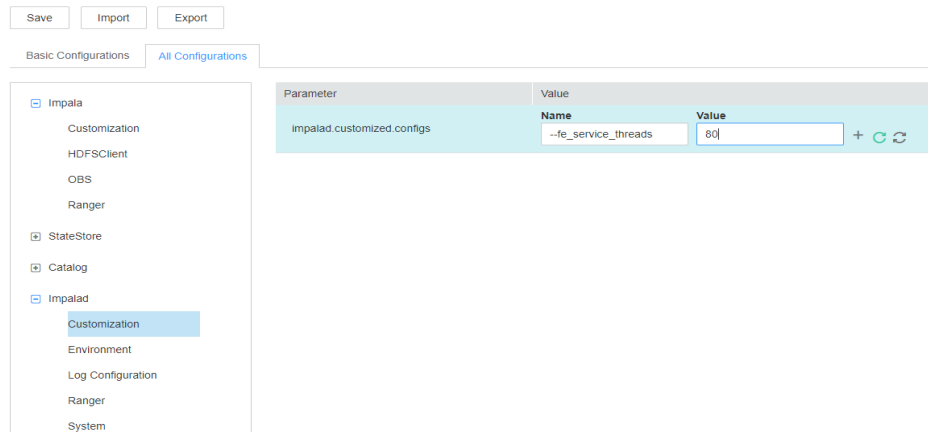 Save Import Export
Basic Configurations All Configurations
Impala
Customization
HDFSClient
OBS
Ranger
StateStore
Catalog
Impalad
Customization
Environment
Log Configuration
Ranger
System
Parameter Value
impalad.customized.configs
Name Value
--fe_service_threads 80